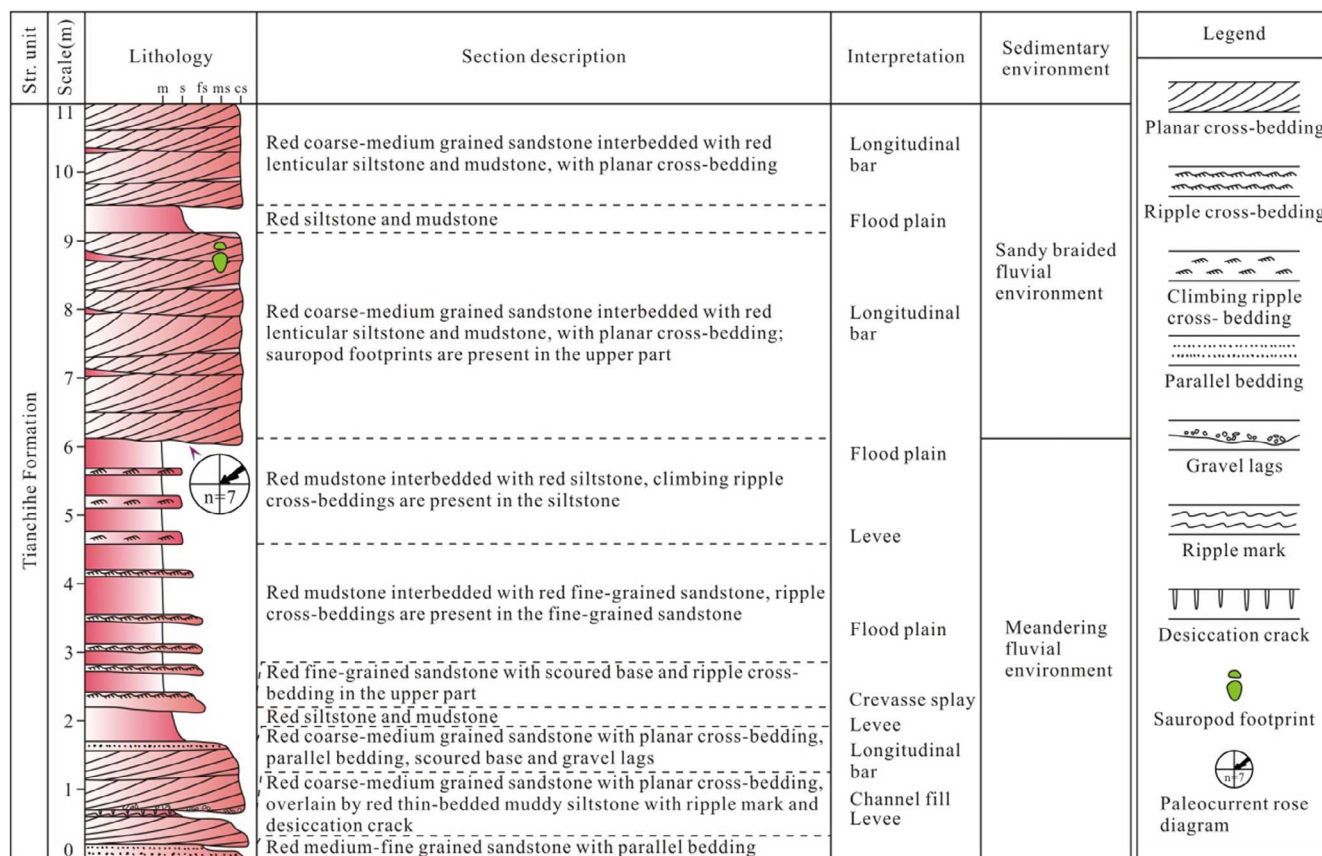 Str. unit
Scale(m)
Lithology
m s fs ms cs
Section description
Interpretation
Sedimentary
environment
Legend
Tianchihe Formation
11
10
9
8
7
6
5
4
3
2
1
0
n=7
Red coarse-medium grained sandstone interbedded with red
lenticular siltstone and mudstone, with planar cross-bedding
Red siltstone and mudstone
Red coarse-medium grained sandstone interbedded with red
lenticular siltstone and mudstone, with planar cross-bedding;
sauropod footprints are present in the upper part
Red mudstone interbedded with red siltstone, climbing ripple
cross-beddings are present in the siltstone
Red mudstone interbedded with red fine-grained sandstone, ripple
cross-beddings are present in the fine-grained sandstone
Red fine-grained sandstone with scoured base and ripple cross-
bedding in the upper part
Red siltstone and mudstone
Red coarse-medium grained sandstone with planar cross-bedding,
parallel bedding, scoured base and gravel lags
Red coarse-medium grained sandstone with planar cross-bedding,
overlain by red thin-bedded muddy siltstone with ripple mark and
desiccation crack
Red medium-fine grained sandstone with parallel bedding
Longitudinal
bar
Flood plain
Longitudinal
bar
Flood plain
Levee
Flood plain
Crevasse splay
Levee
Longitudinal
bar
Channel fill
Levee
Sandy braided
fluvial
environment
Meandering
fluvial
environment
Planar cross-bedding
Ripple cross-bedding
Climbing ripple
cross- bedding
Parallel bedding
Gravel lags
Ripple mark
Desiccation crack
Sauropod footprint
n=7
Paleocurrent rose
diagram